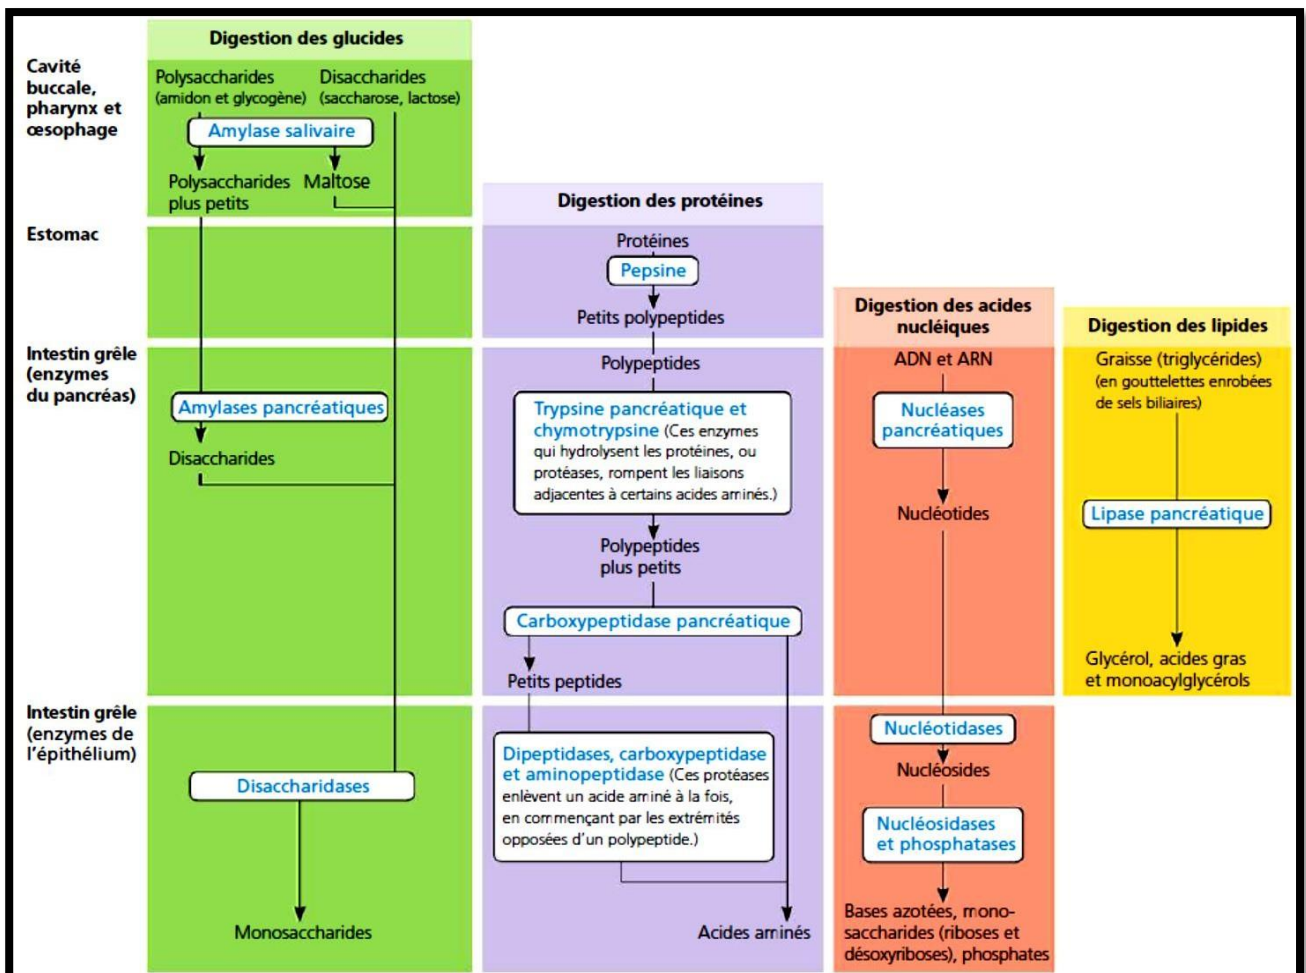 Digestion des glucides
Cavité
buccale,
pharynx et
œsophage
Polysaccharides
(amidon et glycogène)
Disaccharides
(saccharose, lactose)
Amylase salivaire
Polysaccharides
plus petits
Maltose
Digestion des protéines
Estomac
Protéines
Pepsine
Petits polypeptides
Digestion des acides
nucléiques
Digestion des lipides
Intestin grêle
(enzymes
du pancréas)
Amylases pancréatiques
Disaccharides
Polypeptides
Trypsine pancréatique et
chymotrypsine (Ces enzymes
qui hydrolysent les protéines, ou
protéases, rompent les liaisons
adjacentes à certains acides aminés.)
Polypeptides
plus petits
Carboxypeptidase pancréatique
Petits peptides
ADN et ARN
Nucléases
pancréatiques
Nucléotides
Graisse (triglycérides)
(en gouttelettes enrobées
de sels biliaires)
Lipase pancréatique
Glycérol, acides gras
et monoacylglycérols
Intestin grêle
(enzymes de
l'épithélium)
Disaccharidases
Monosaccharides
Dipeptidases, carboxypeptidase
et aminopeptidase (Ces protéases
enlèvent un acide aminé à la fois,
en commençant par les extrémités
opposées d'un polypeptide.)
Acides aminés
Nucléotidases
Nucléosides
Nucléosidases
et phosphatases
Bases azotées, mono-
saccharides (riboses et
désoxyriboses), phosphates